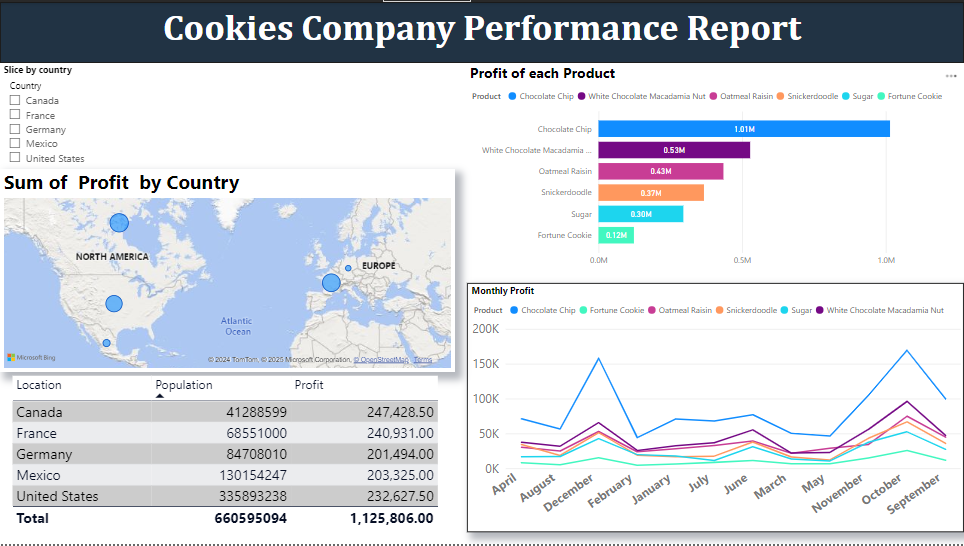 Cookies Company Performance Report
Slice by country
Country
Canada
France
Germany
Mexico
United States
Sum of Profit by Country
NORTH AMERICA
EUROPE
Atlantic
Ocean
Microsoft Bing
© 2024 TomTom, © 2025 Microsoft Corporation, © OpenStreetMap Terms
Location Population Profit
Canada 41288599 247,428.50
France 68551000 240,931.00
Germany 84708010 201,494.00
Mexico 130154247 203,325.00
United States 335893238 232,627.50
Total 660595094 1,125,806.00
Profit of each Product
Product Chocolate Chip White Chocolate Macadamia Nut Oatmeal Raisin Snickerdoodle Sugar Fortune Cookie
Chocolate Chip 1.01M
White Chocolate Macadamia ... 0.53M
Oatmeal Raisin 0.43M
Snickerdoodle 0.37M
Sugar 0.30M
Fortune Cookie 0.12M
0.0M 0.5M 1.0M
Monthly Profit
Product Chocolate Chip Fortune Cookie Oatmeal Raisin Snickerdoodle Sugar White Chocolate Macadamia Nut
200K
150K
100K
50K
0K
April August December February January July June March May November October September